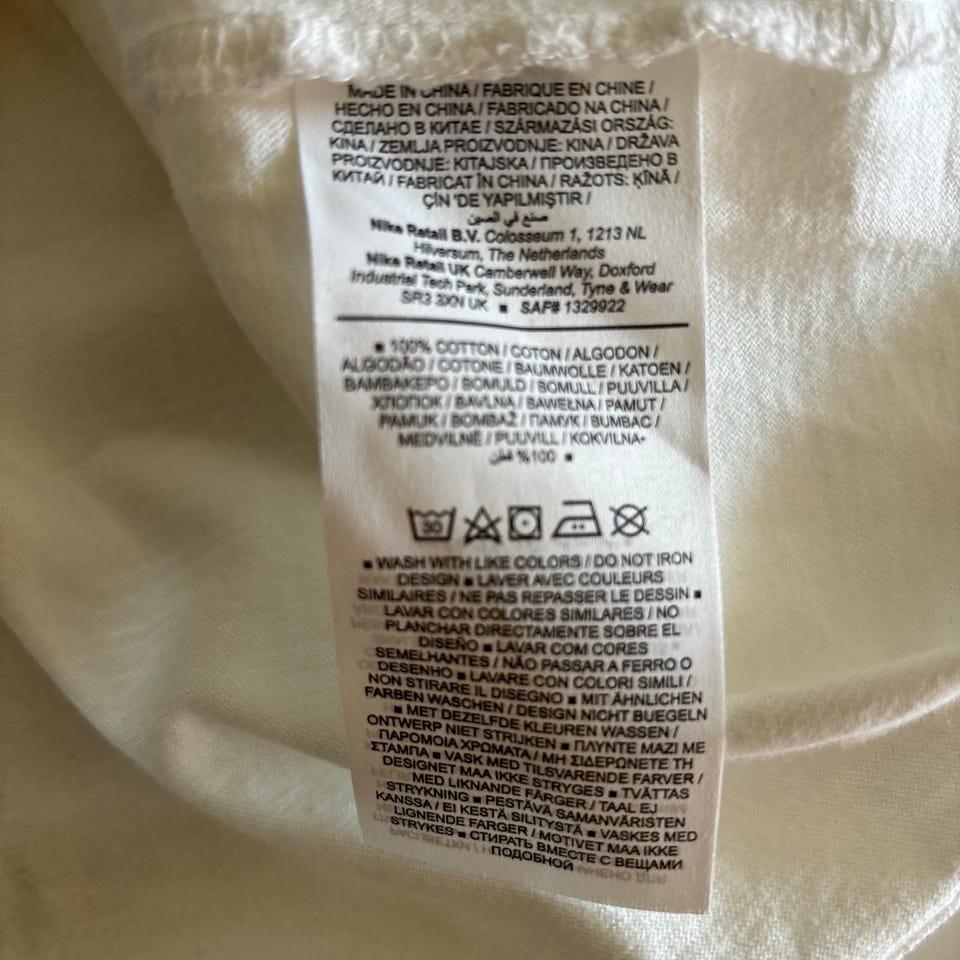 MADE IN CHINA / FABRIQUE EN CHINE /
HECHO EN CHINA / FABRICADO NA CHINA /
СДЕЛАНО В КИТАЕ / SZÁRMAZÁSI ORSZÁG:
KINA / ZEMLJA PROIZVODNJE: KINA / DRŽAVA
PROIZVODNJE: KITAJSKA / ПРОИЗВЕДЕНО В
КИТАЙ / FABRICAT ÎN CHINA / RAŽOTS: ĶĪNĀ /
ÇİN 'DE YAPILMIŞTIR /
صنع في الصين
Nike Retail B.V. Colosseum 1, 1213 NL
Hilversum, The Netherlands
Nike Retail UK Camberwell Way, Doxford
Industrial Tech Park, Sunderland, Tyne & Wear
SR3 3XN UK ■ SAF# 1329922
■ 100% COTTON / COTON / ALGODON /
ALGODÃO / COTONE / BAUMWOLLE / KATOEN /
ΒΑΜΒΑΚΕΡΟ / BOMULD / BOMULL / PUUVILLA /
ХЛОПОК / BAVLNA / BAWEŁNA / PAMUT /
PAMUK / BOMBAŽ / ПАМУК / BUMBAC /
MEDVILNĖ / PUUVILL / KOKVILNA-
100% قطن ■
30
■ WASH WITH LIKE COLORS / DO NOT IRON
DESIGN ■ LAVER AVEC COULEURS
SIMILAIRES / NE PAS REPASSER LE DESSIN ■
LAVAR CON COLORES SIMILARES / NO
PLANCHAR DIRECTAMENTE SOBRE EL
DISEÑO ■ LAVAR COM CORES
SEMELHANTES / NÃO PASSAR A FERRO O
DESENHO ■ LAVARE CON COLORI SIMILI /
NON STIRARE IL DISEGNO ■ MIT ÄHNLICHEN
FARBEN WASCHEN / DESIGN NICHT BUEGELN
■ MET DEZELFDE KLEUREN WASSEN /
ONTWERP NIET STRIJKEN ■ ΠΛΥΝΤΕ ΜΑΖΙ ΜΕ
ΠΑΡΟΜΟΙΑ ΧΡΩΜΑΤΑ / ΜΗ ΣΙΔΕΡΩΝΕΤΕ ΤΗ
ΣΤΑΜΠΑ ■ VASK MED TILSVARENDE FARVER /
DESIGNET MAA IKKE STRYGES ■ TVÄTTAS
MED LIKNANDE FÄRGER / TAAL EJ
STRYKNING ■ PESTÄVÄ SAMANVÄRISTEN
KANSSA / EI KESTÄ SILITYSTÄ ■ VASKES MED
LIGNENDE FARGER / MOTIVET MAA IKKE
STRYKES ■ СТИРАТЬ ВМЕСТЕ С ВЕЩАМИ
ПОДОБНОЙ